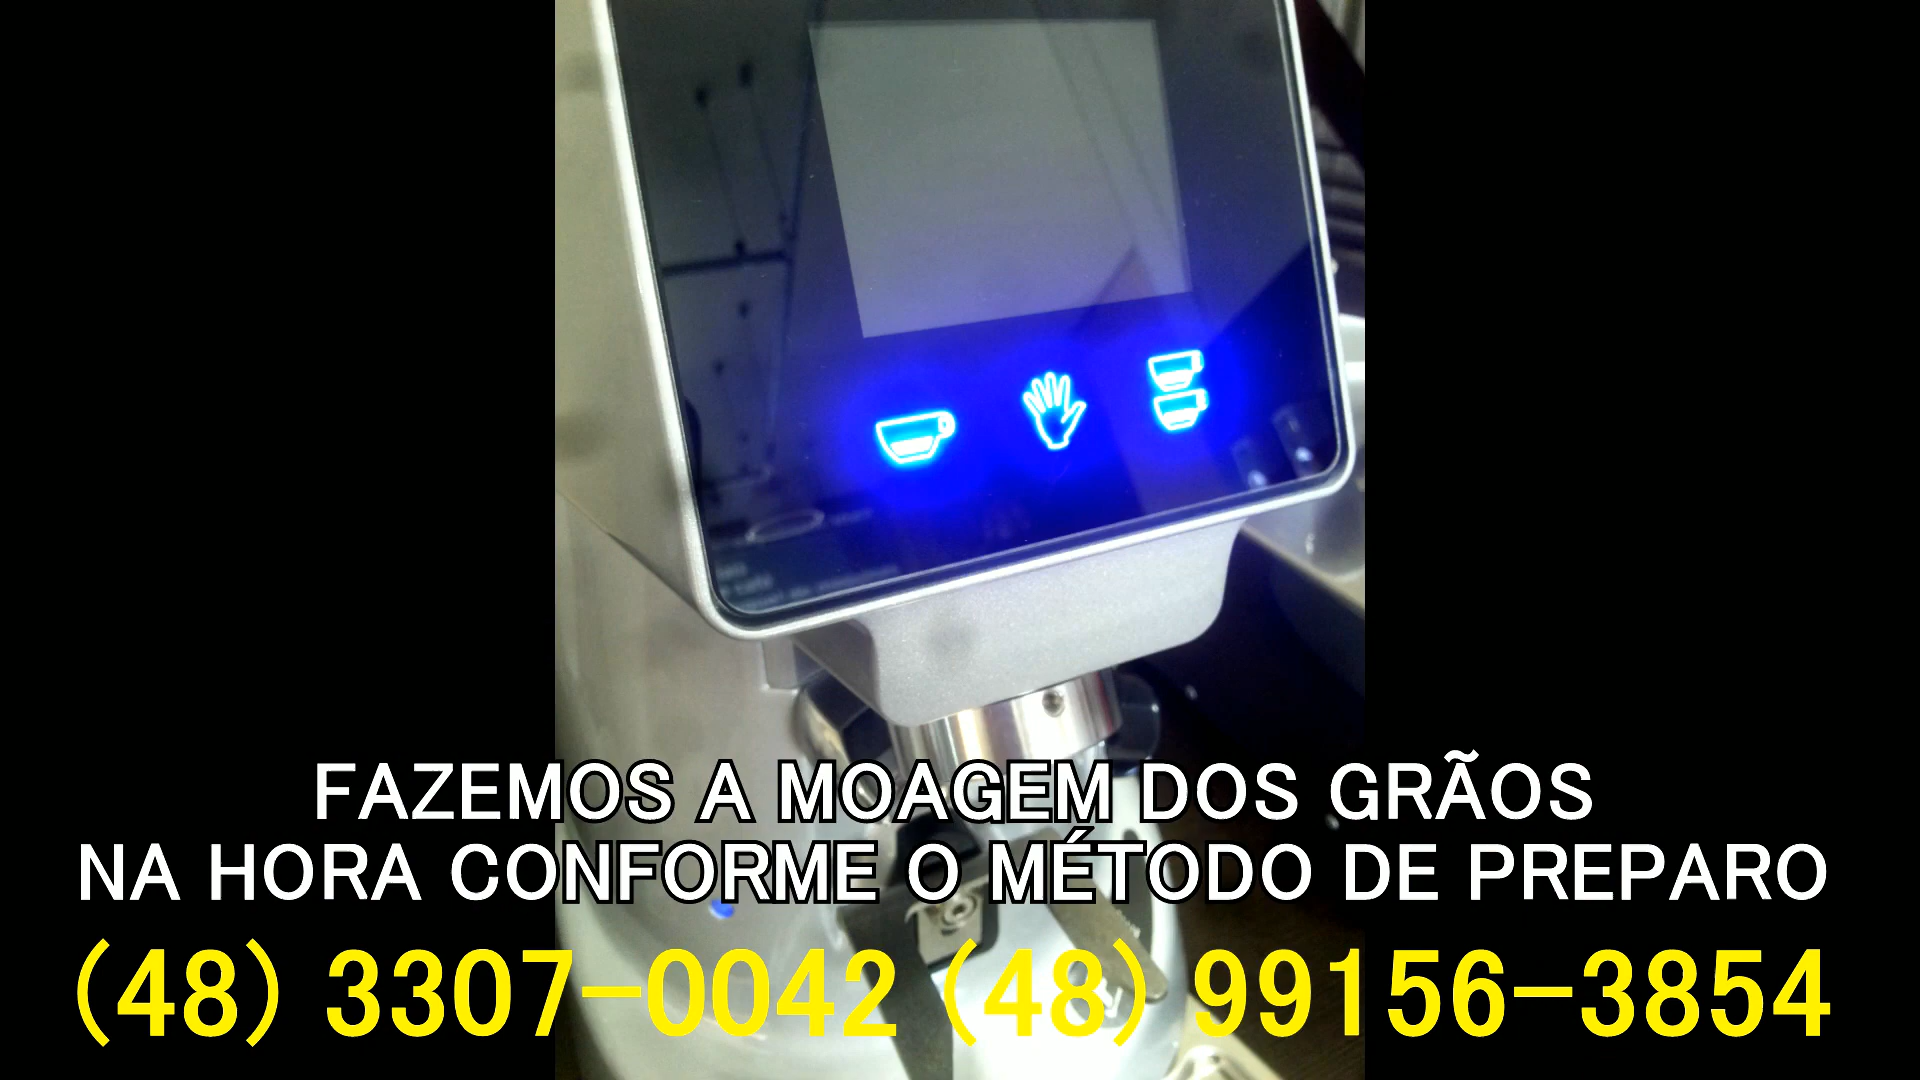 FAZEMOS A MOAGEM DOS GRÃOS
NA HORA CONFORME O MÉTODO DE PREPARO
(48) 3307-0042 (48) 99156-3854